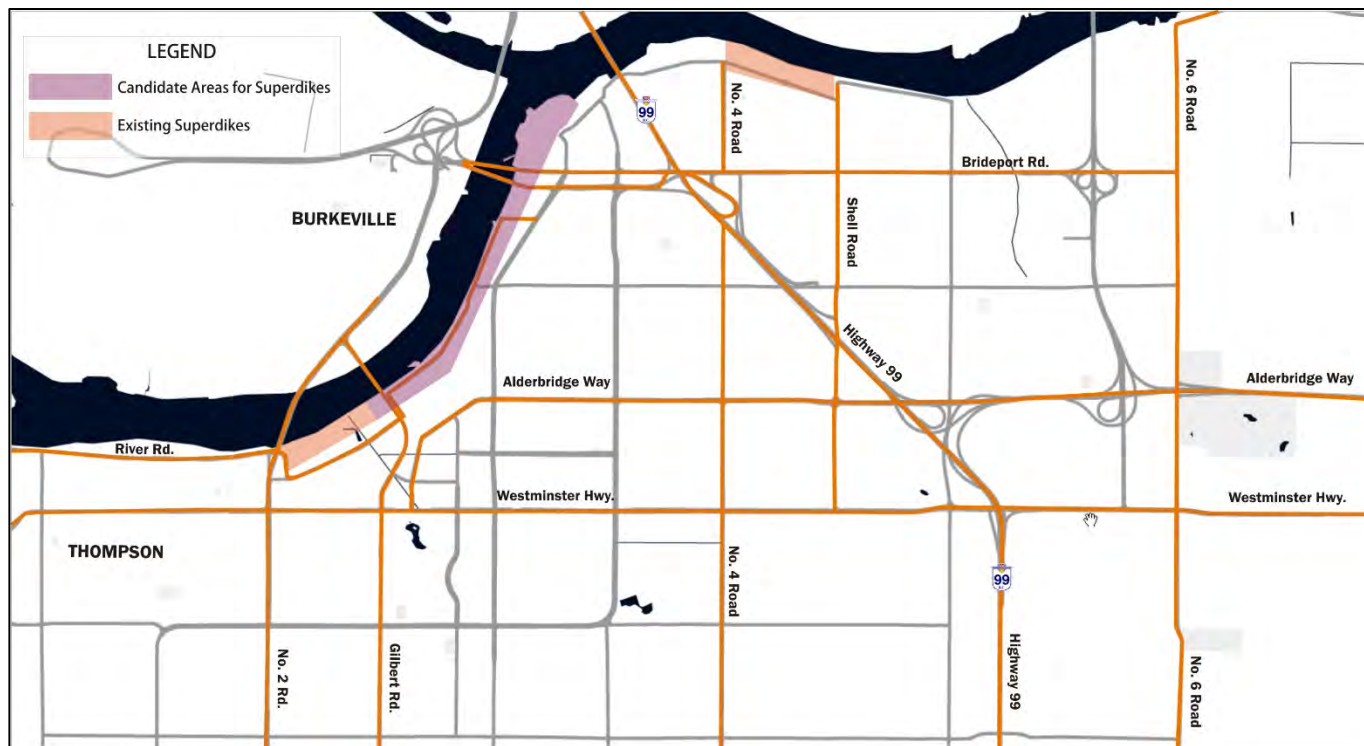 LEGEND
Candidate Areas for Superdikes
Existing Superdikes
99
No. 4 Road
No. 6 Road
Brideport Rd.
BURKEVILLE
Shell Road
Highway 99
Alderbridge Way
Alderbridge Way
River Rd.
Westminster Hwy.
Westminster Hwy.
THOMPSON
No. 4 Road
99
No. 2 Rd.
Gilbert Rd.
Highway 99
No. 6 Road